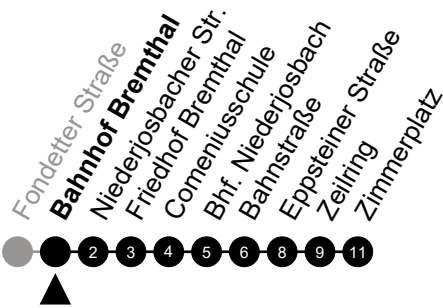 Fondetter Straße
Bahnhof Bremthal
Niederjosbacher Str.
Friedhof Bremthal
Comeniusschule
Bhf. Niederjosbach
Bahnstraße
Eppsteiner Straße
Zeilring
Zimmerplatz
2 3 4 5 6 8 9 11